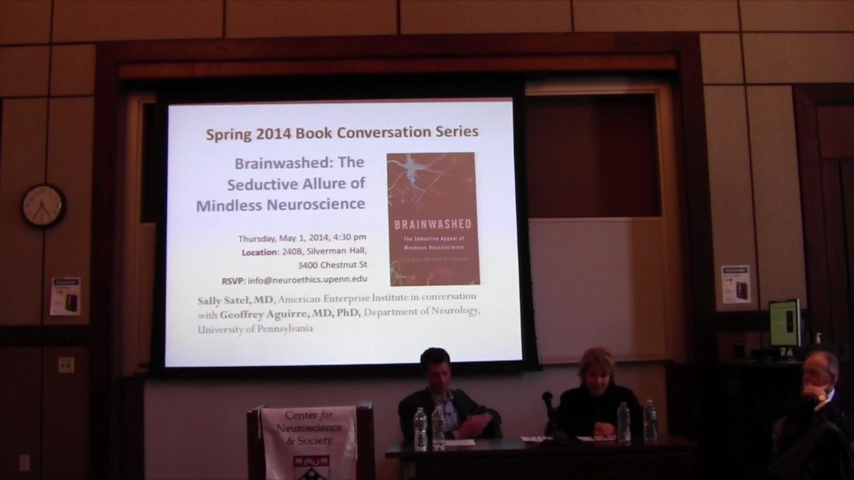 Spring 2014 Book Conversation Series
Brainwashed: The
Seductive Allure of
Mindless Neuroscience
Thursday, May 1, 2014, 4:30 pm
Location: 240B, Silverman Hall,
3400 Chestnut St
RSVP: info@neuroethics.upenn.edu
Sally Satel, MD, American Enterprise Institute in conversation
with Geoffrey Aguirre, MD, PhD, Department of Neurology,
University of Pennsylvania
BRAINWASHED
The Seductive Appeal of
Mindless Neuroscience
Center for
Neuroscience
& Society